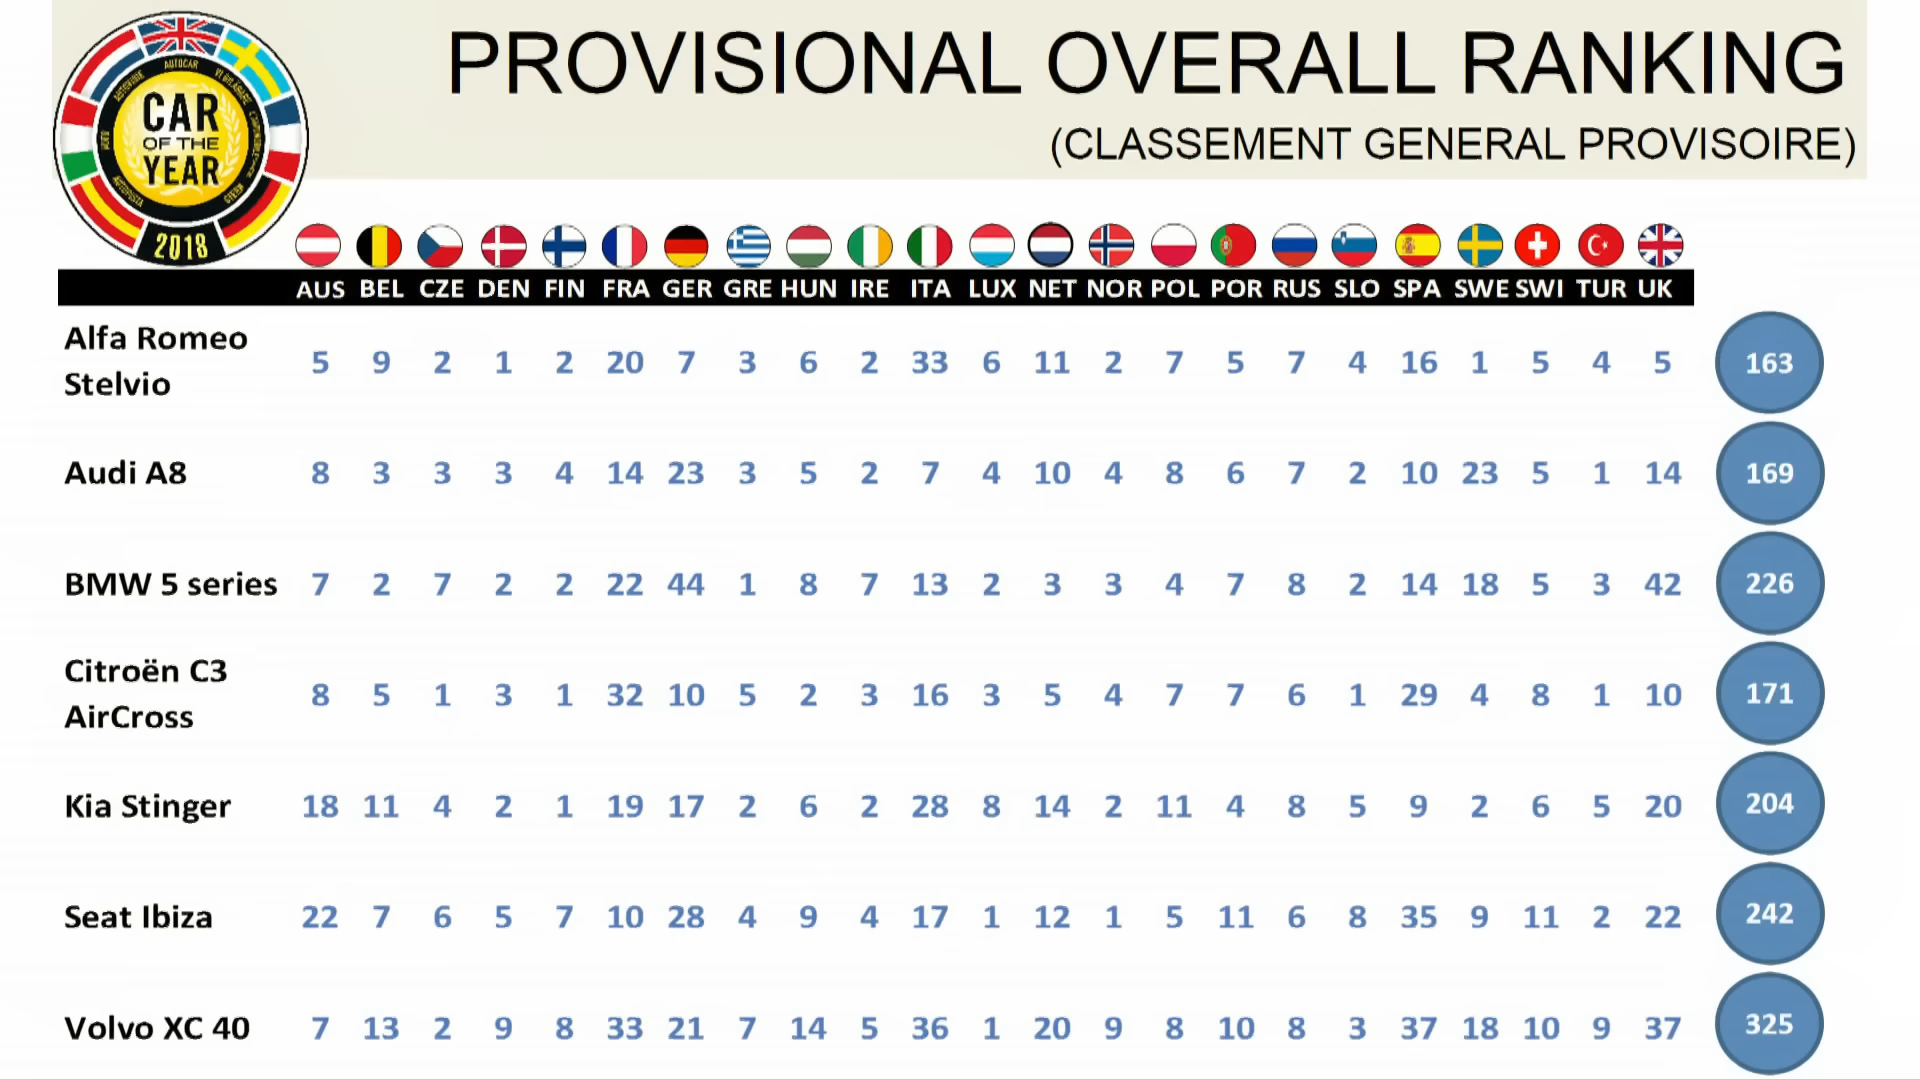 PROVISIONAL OVERALL RANKING
(CLASSEMENT GENERAL PROVISOIRE)
AUTOCAR
CAR
OF THE
YEAR
2018
AUS BEL CZE DEN FIN FRA GER GRE HUN IRE ITA LUX NET NOR POL POR RUS SLO SPA SWE SWI TUR UK
Alfa Romeo
Stelvio
5 9 2 1 2 20 7 3 6 2 33 6 11 2 7 5 7 4 16 1 5 4 5 163
Audi A8 8 3 3 3 4 14 23 3 5 2 7 4 10 4 8 6 7 2 10 23 5 1 14 169
BMW 5 series 7 2 7 2 2 22 44 1 8 7 13 2 3 3 4 7 8 2 14 18 5 3 42 226
Citroën C3
AirCross
8 5 1 3 1 32 10 5 2 3 16 3 5 4 7 7 6 1 29 4 8 1 10 171
Kia Stinger 18 11 4 2 1 19 17 2 6 2 28 8 14 2 11 4 8 5 9 2 6 5 20 204
Seat Ibiza 22 7 6 5 7 10 28 4 9 4 17 1 12 1 5 11 6 8 35 9 11 2 22 242
Volvo XC 40 7 13 2 9 8 33 21 7 14 5 36 1 20 9 8 10 8 3 37 18 10 9 37 325